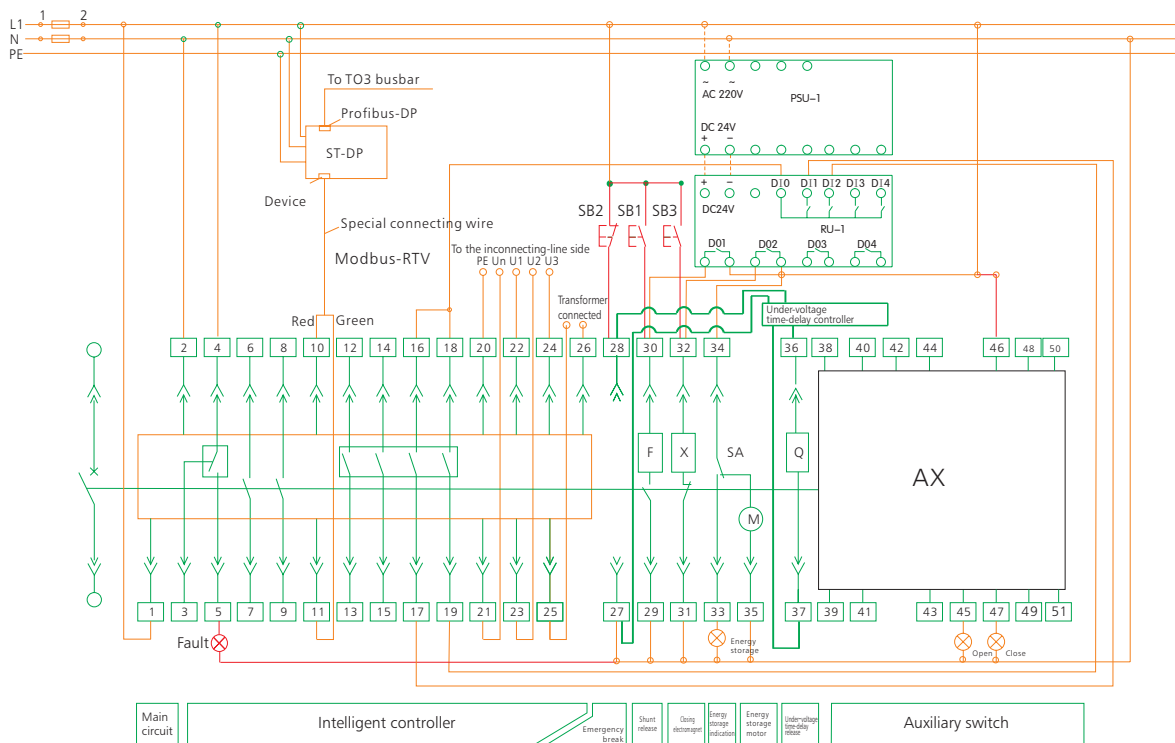 1 2
L1
N
PE
To TO3 busbar
Profibus-DP
ST-DP
Device
Special connecting wire
Modbus-RTV
Red Green
To the inconnecting-line side
PE Un U1 U2 U3
Transformer
connected
SB2 SB1 SB3
~ ~
AC 220V
PSU-1
DC 24V
+ −
+ −
DC24V
DI0 DI1 DI2 DI3 DI4
RU-1
D01 D02 D03 D04
Under-voltage
time-delay controller
2 4 6 8 10 12 14 16 18 20 22 24 26 28 30 32 34 36 38 40 42 44 46 48 50
F X SA Q
M
AX
1 3 5 7 9 11 13 15 17 19 21 23 25 27 29 31 33 35 37 39 41 43 45 47 49 51
Fault
Energy
storage
Open Close
Main
circuit
Intelligent controller
Emergency
break
Shunt
release
Closing
electromagnet
Energy
storage
indication
Energy
storage
motor
Under-voltage
time-delay
release
Auxiliary switch